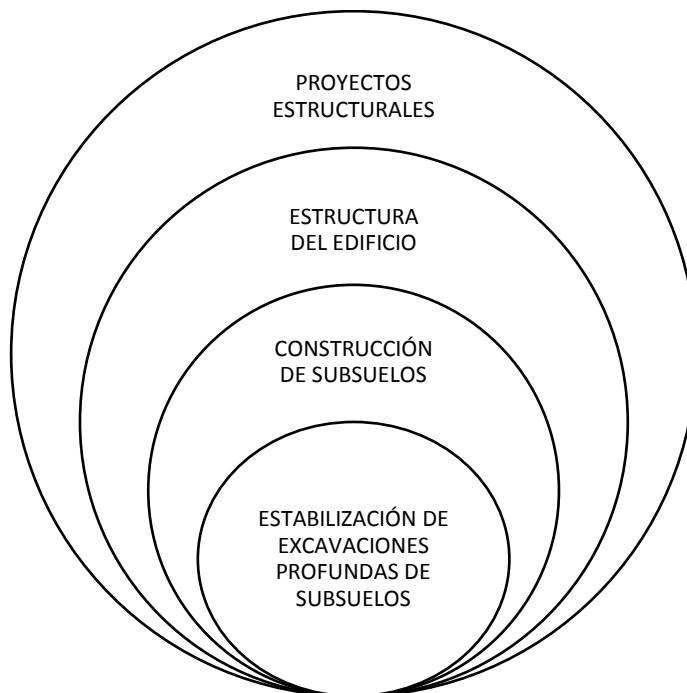 PROYECTOS
ESTRUCTURALES
ESTRUCTURA
DEL EDIFICIO
CONSTRUCCIÓN
DE SUBSUELOS
ESTABILIZACIÓN DE
EXCAVACIONES
PROFUNDAS DE
SUBSUELOS